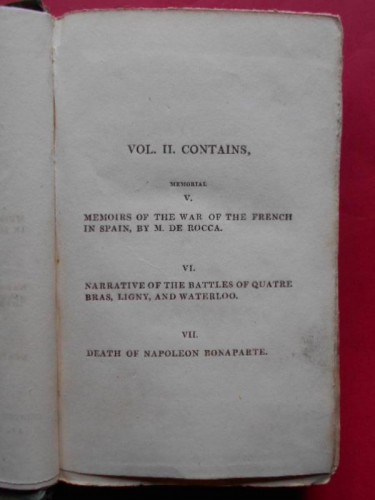 VOL. II. CONTAINS,
MEMORIAL
V.
MEMOIRS OF THE WAR OF THE FRENCH
IN SPAIN, BY M. DE ROCCA.
VI.
NARRATIVE OF THE BATTLES OF QUATRE
BRAS, LIGNY, AND WATERLOO.
VII.
DEATH OF NAPOLEON BONAPARTE.